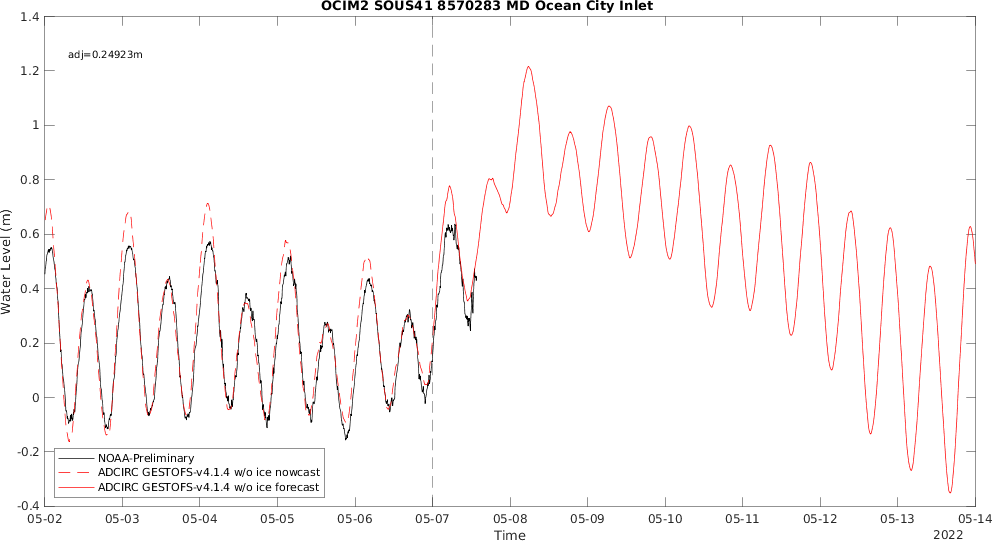 OCIM2 SOUS41 8570283 MD Ocean City Inlet
1.4
adj=0.24923m
1.2
1
0.8
0.6
0.4
0.2
0
-0.2
-0.4
Water Level (m)
NOAA-Preliminary
ADCIRC GESTOFS-v4.1.4 w/o ice nowcast
ADCIRC GESTOFS-v4.1.4 w/o ice forecast
05-02 05-03 05-04 05-05 05-06 05-07 05-08 05-09 05-10 05-11 05-12 05-13 05-14
Time
2022